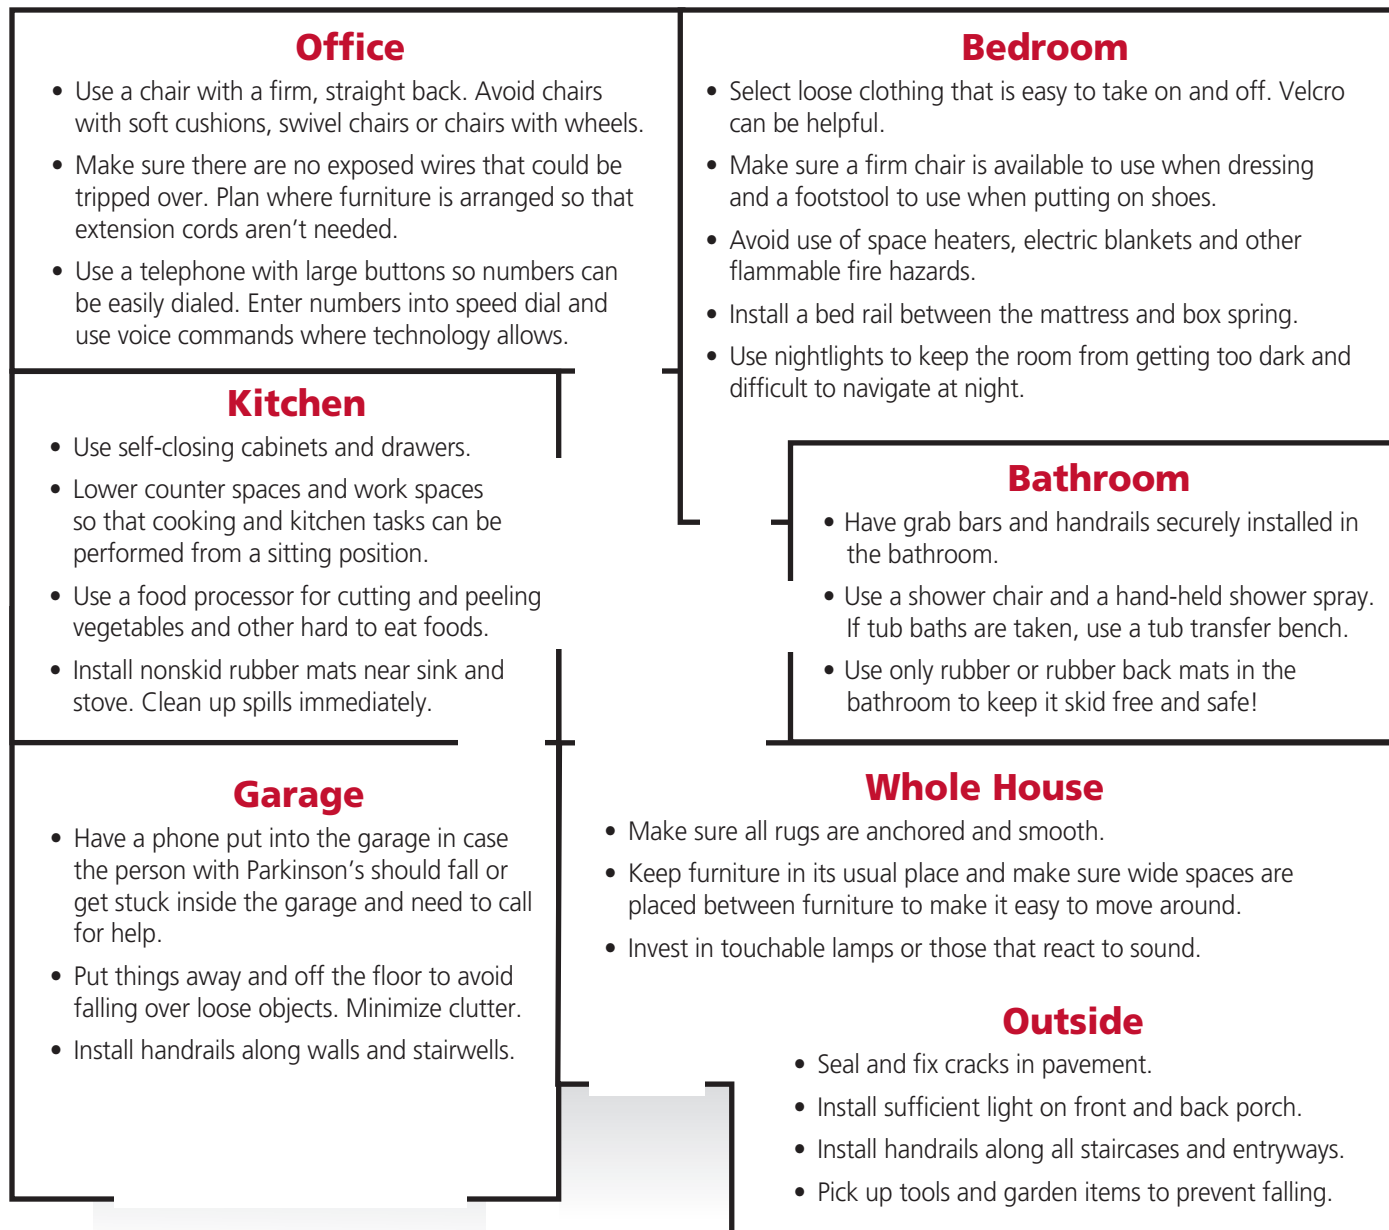 Office
• Use a chair with a firm, straight back. Avoid chairs
with soft cushions, swivel chairs or chairs with wheels.
• Make sure there are no exposed wires that could be
tripped over. Plan where furniture is arranged so that
extension cords aren’t needed.
• Use a telephone with large buttons so numbers can
be easily dialed. Enter numbers into speed dial and
use voice commands where technology allows.
Bedroom
• Select loose clothing that is easy to take on and off. Velcro
can be helpful.
• Make sure a firm chair is available to use when dressing
and a footstool to use when putting on shoes.
• Avoid use of space heaters, electric blankets and other
flammable fire hazards.
• Install a bed rail between the mattress and box spring.
• Use nightlights to keep the room from getting too dark and
difficult to navigate at night.
Kitchen
• Use self-closing cabinets and drawers.
• Lower counter spaces and work spaces
so that cooking and kitchen tasks can be
performed from a sitting position.
• Use a food processor for cutting and peeling
vegetables and other hard to eat foods.
• Install nonskid rubber mats near sink and
stove. Clean up spills immediately.
Bathroom
• Have grab bars and handrails securely installed in
the bathroom.
• Use a shower chair and a hand-held shower spray.
If tub baths are taken, use a tub transfer bench.
• Use only rubber or rubber back mats in the
bathroom to keep it skid free and safe!
Garage
• Have a phone put into the garage in case
the person with Parkinson’s should fall or
get stuck inside the garage and need to call
for help.
• Put things away and off the floor to avoid
falling over loose objects. Minimize clutter.
• Install handrails along walls and stairwells.
Whole House
• Make sure all rugs are anchored and smooth.
• Keep furniture in its usual place and make sure wide spaces are
placed between furniture to make it easy to move around.
• Invest in touchable lamps or those that react to sound.
Outside
• Seal and fix cracks in pavement.
• Install sufficient light on front and back porch.
• Install handrails along all staircases and entryways.
• Pick up tools and garden items to prevent falling.